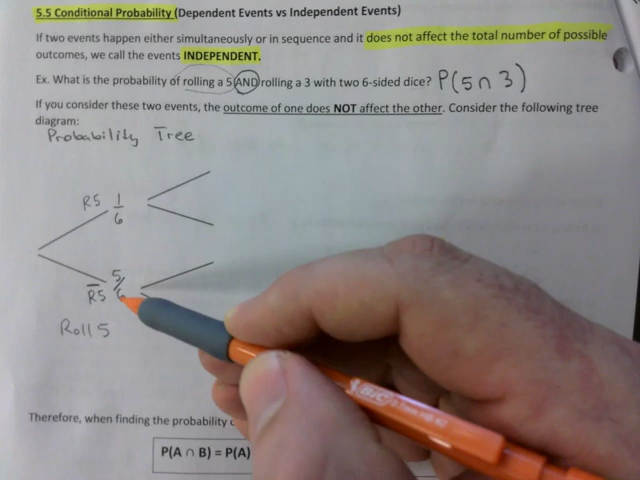 5.5 Conditional Probability (Dependent Events vs Independent Events)
If two events happen either simultaneously or in sequence and it does not affect the total number of possible
outcomes, we call the events INDEPENDENT.
Ex. What is the probability of rolling a 5 AND rolling a 3 with two 6-sided dice? P(5∩3)
If you consider these two events, the outcome of one does NOT affect the other. Consider the following tree
diagram:
Probability Tree
R5 1/6
R̅5̅ 5/6
Roll 5
BIC
Therefore, when finding the probability
P(A ∩ B) = P(A)